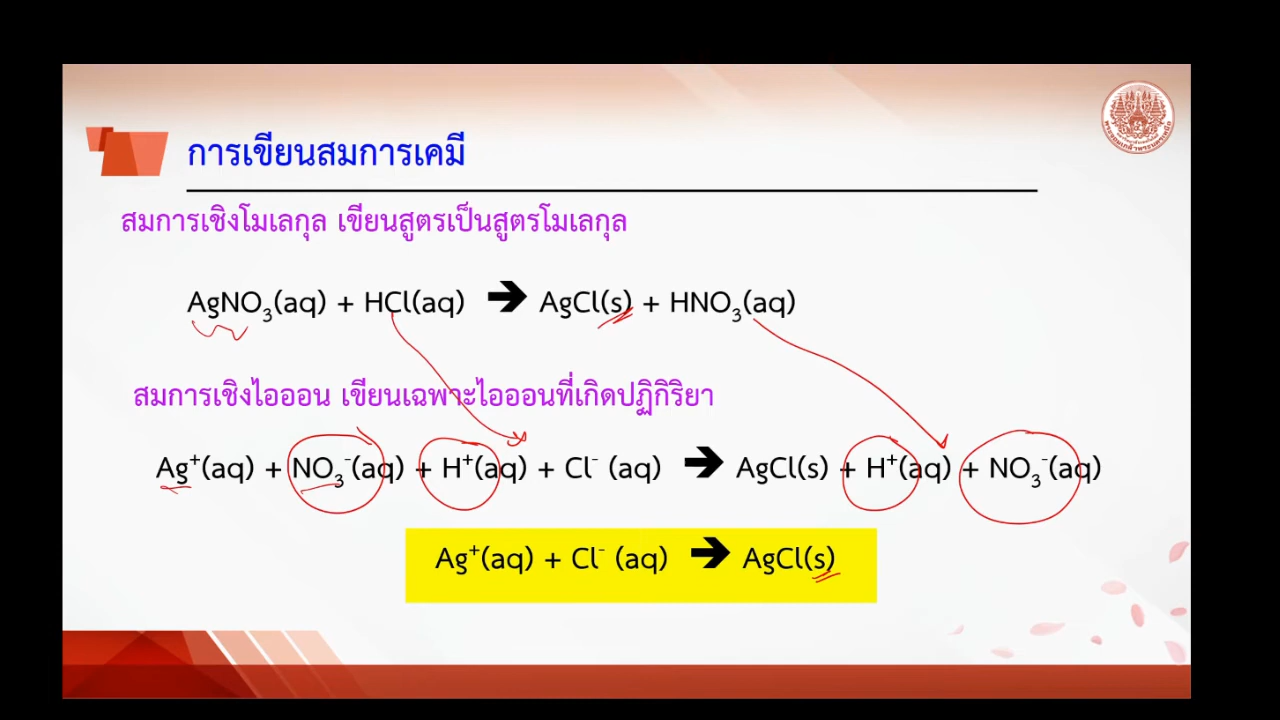 การเขียนสมการเคมี
สมการเชิงโมเลกุล เขียนสูตรเป็นสูตรโมเลกุล
AgNO₃(aq) + HCl(aq) ➔ AgCl(s) + HNO₃(aq)
สมการเชิงไอออน เขียนเฉพาะไอออนที่เกิดปฏิกิริยา
Ag⁺(aq) + NO₃⁻(aq) + H⁺(aq) + Cl⁻ (aq) ➔ AgCl(s) + H⁺(aq) + NO₃⁻(aq)
Ag⁺(aq) + Cl⁻ (aq) ➔ AgCl(s)